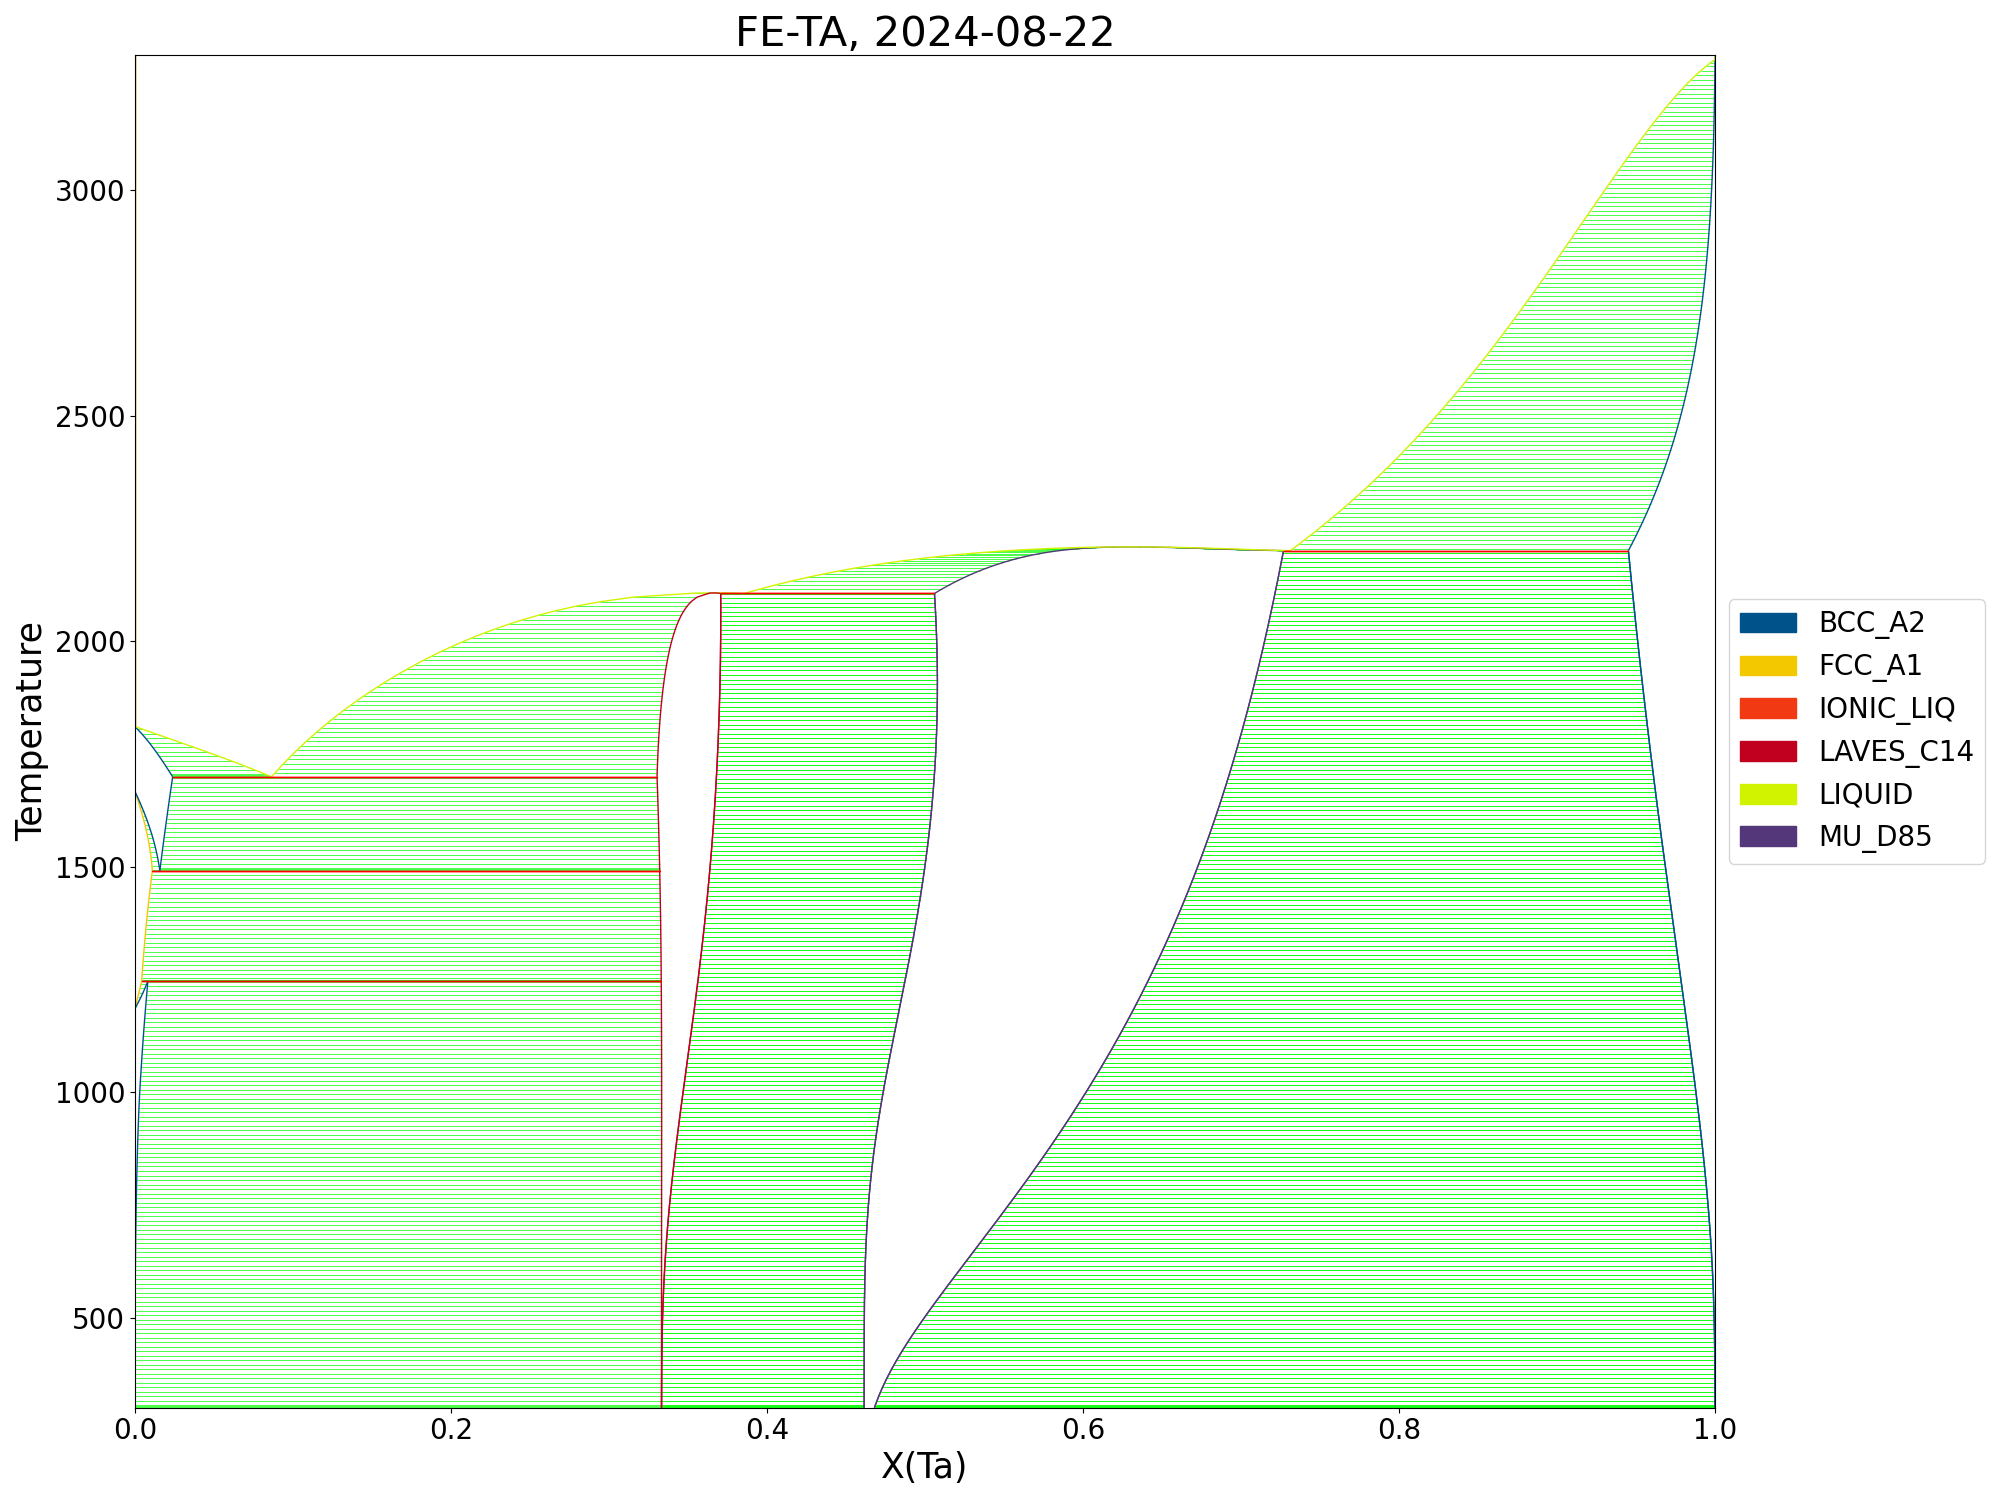 FE-TA, 2024-08-22
Temperature
3000
2500
2000
1500
1000
500
0.0 0.2 0.4 0.6 0.8 1.0
X(Ta)
BCC_A2
FCC_A1
IONIC_LIQ
LAVES_C14
LIQUID
MU_D85